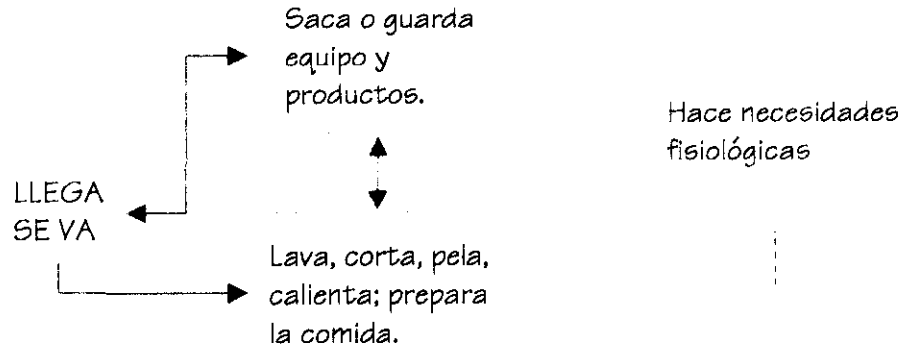 Saca o guarda
equipo y
productos.
Hace necesidades
fisiológicas
LLEGA
SE VA
Lava, corta, pela,
calienta; prepara
la comida.